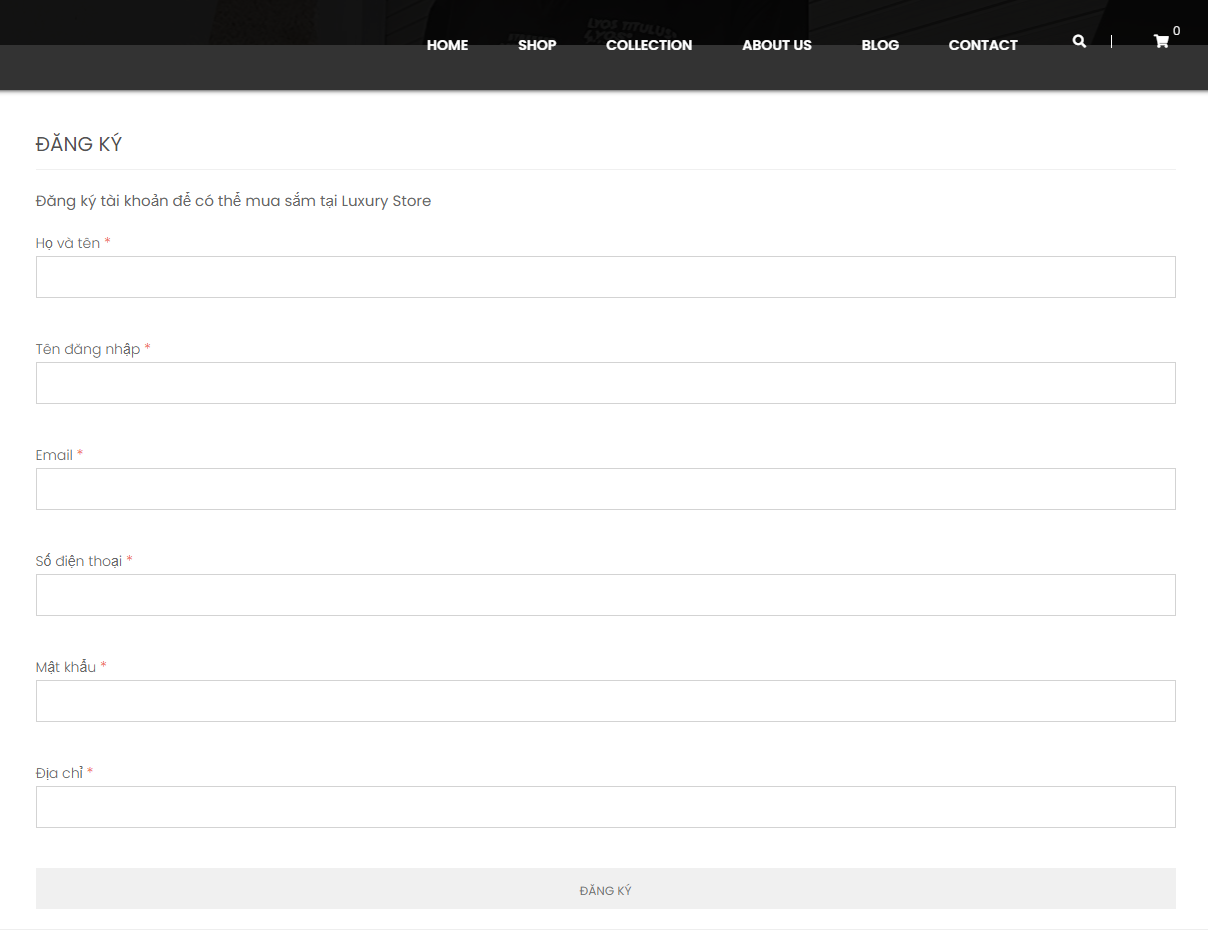 HOME SHOP COLLECTION ABOUT US BLOG CONTACT 0
ĐĂNG KÝ
Đăng ký tài khoản để có thể mua sắm tại Luxury Store
Họ và tên *
Tên đăng nhập *
Email *
Số điện thoại *
Mật khẩu *
Địa chỉ *
ĐĂNG KÝ